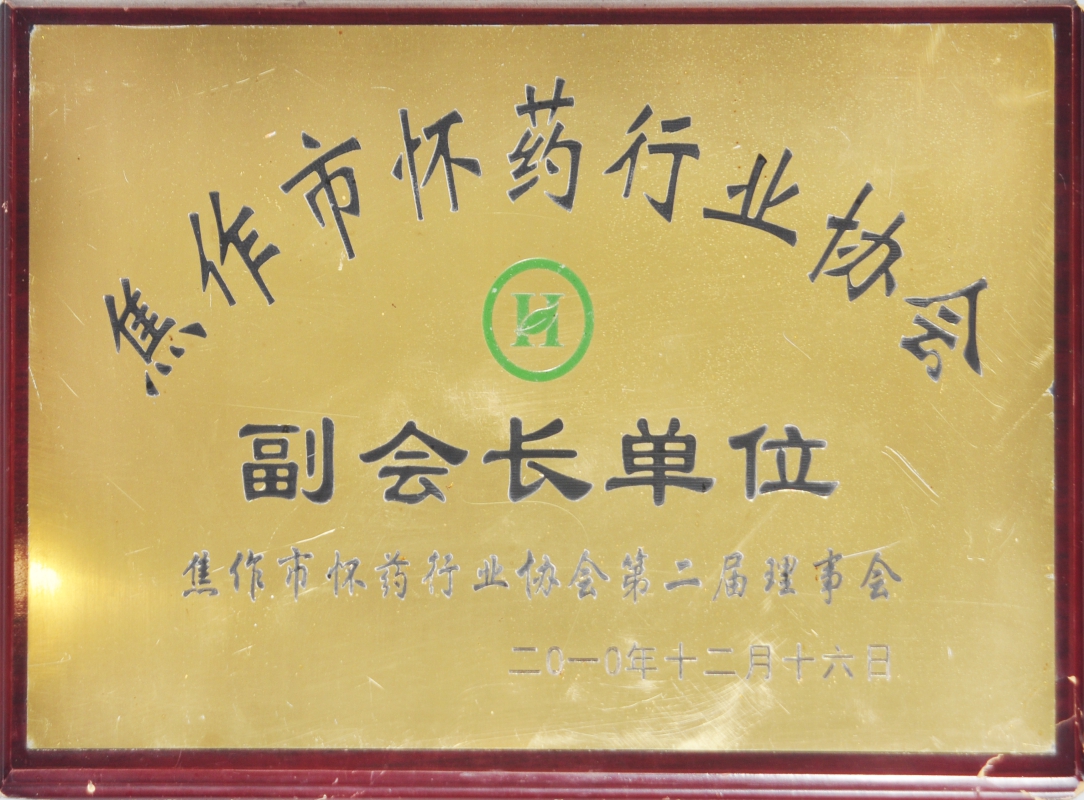 焦作市怀药行业协会
H
副会长单位
焦作市怀药行业协会第二届理事会
二0一0年十二月十六日